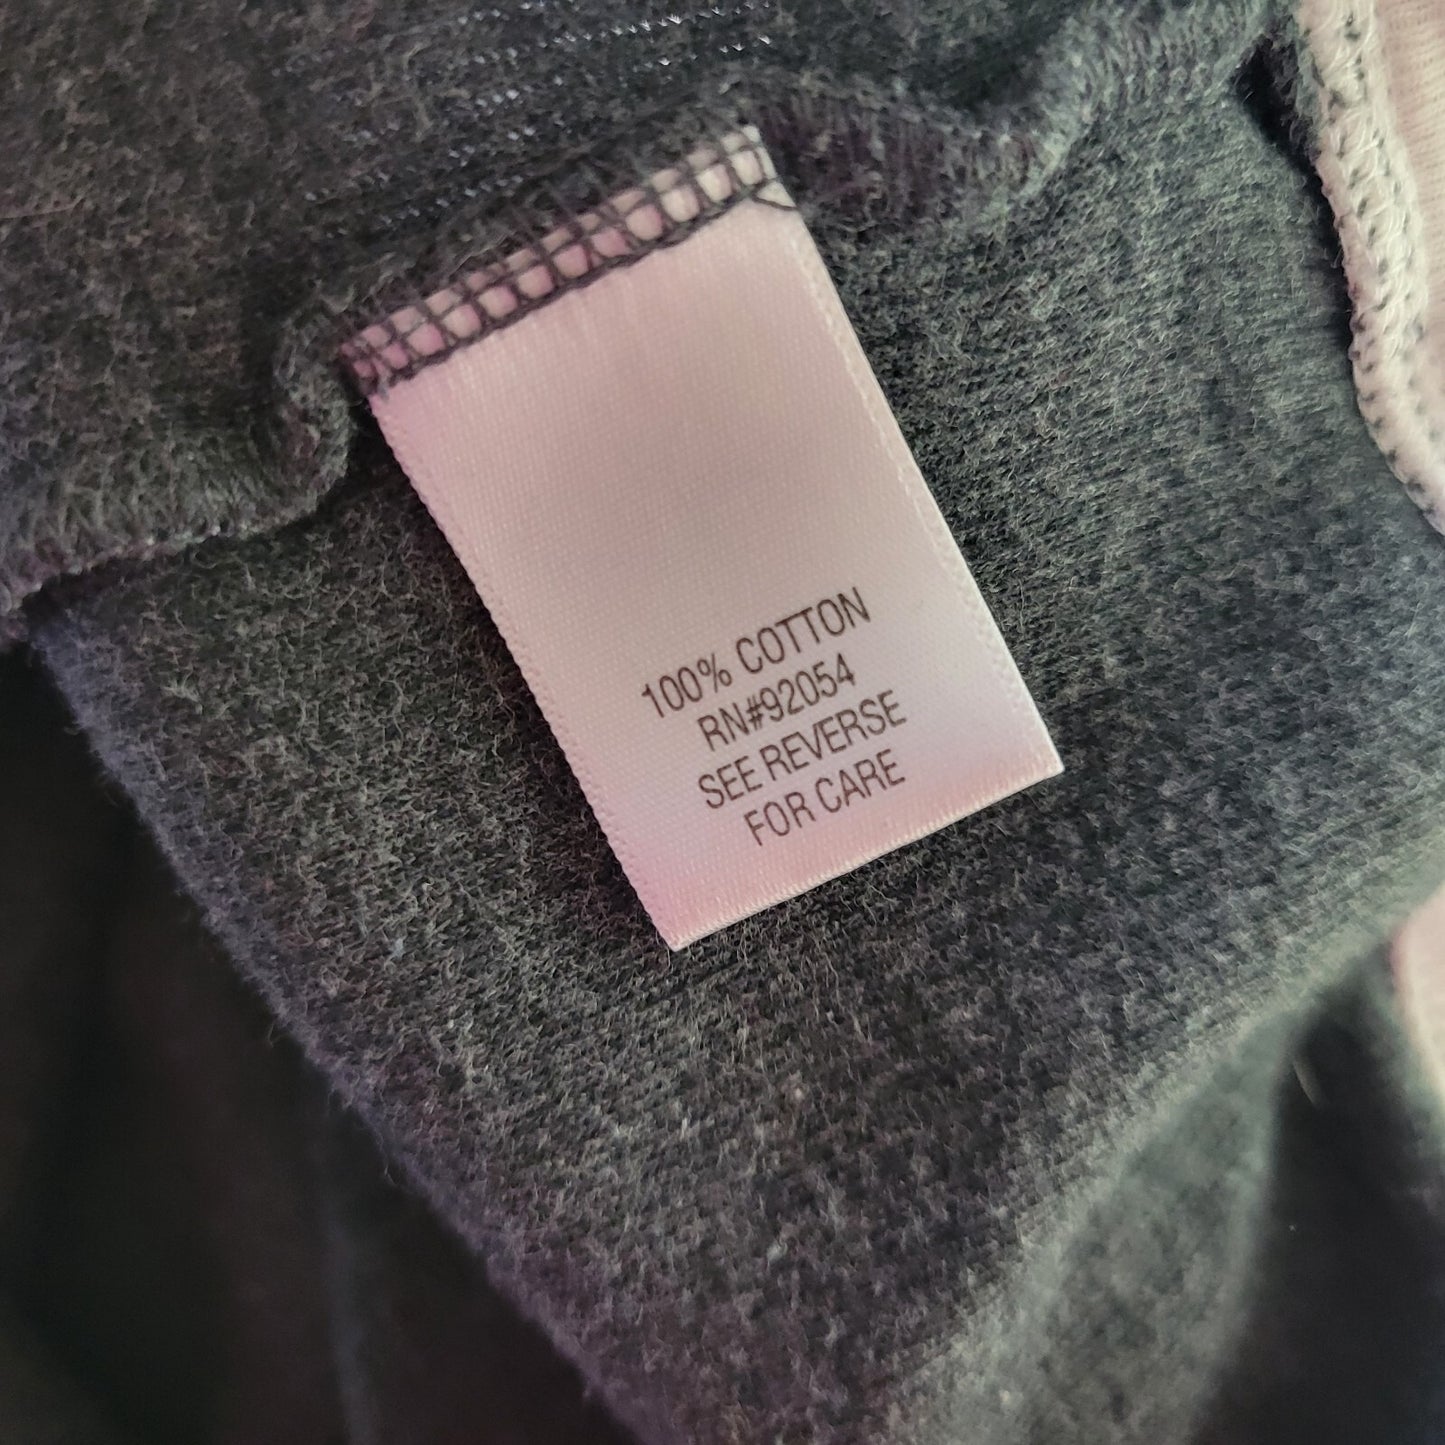 100% COTTON
RN#92054
SEE REVERSE
FOR CARE